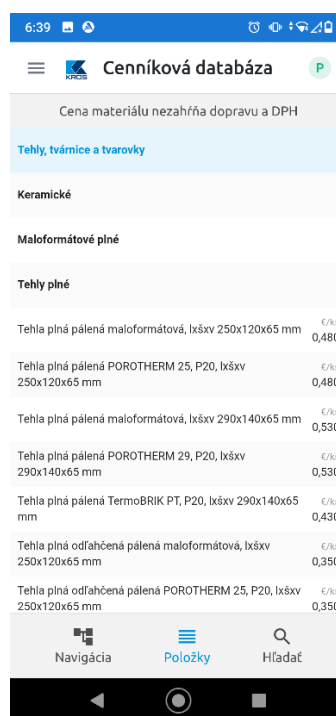 6:39
KROS
Cenníková databáza
P
Cena materiálu nezahŕňa dopravu a DPH
Tehly, tvárnice a tvarovky
Keramické
Maloformátové plné
Tehly plné
Tehla plná pálená maloformátová, lxšxv 250x120x65 mm
0,480
Tehla plná pálená POROTHERM 25, P20, lxšxv
250x120x65 mm
0,480
Tehla plná pálená maloformátová, lxšxv 290x140x65 mm
0,530
Tehla plná pálená POROTHERM 29, P20, lxšxv
290x140x65 mm
0,530
Tehla plná pálená TermoBRIK PT, P20, lxšxv 290x140x65
mm
0,430
Tehla plná odľahčená pálená maloformátová, lxšxv
250x120x65 mm
0,350
Tehla plná odľahčená pálená POROTHERM 25, P20, lxšxv
250x120x65 mm
0,350
Navigácia
Položky
Hľadať